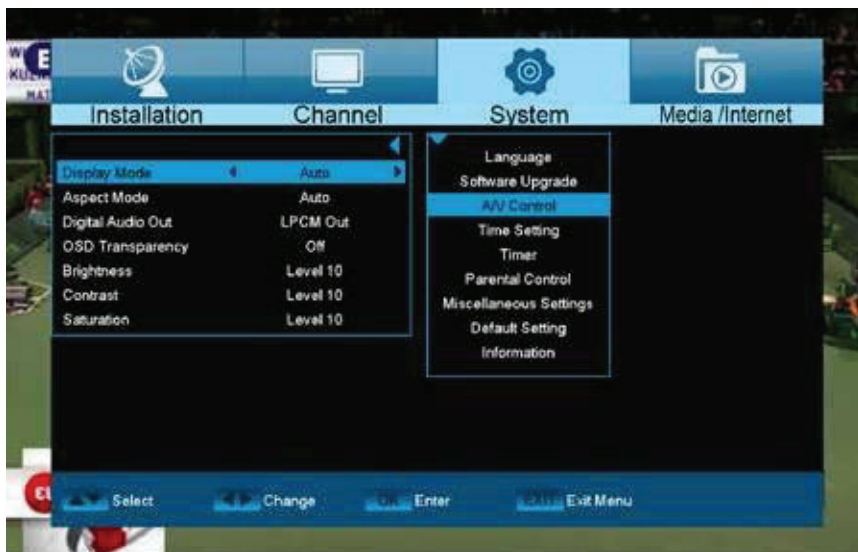 Installation Channel System Media /Internet
Display Mode Auto
Aspect Mode Auto
Digital Audio Out LPCM Out
OSD Transparency Off
Brightness Level 10
Contrast Level 10
Saturation Level 10
Language
Software Upgrade
A/V Control
Time Setting
Timer
Parental Control
Miscellaneous Settings
Default Setting
Information
Select Change OK Enter EXIT Exit Menu